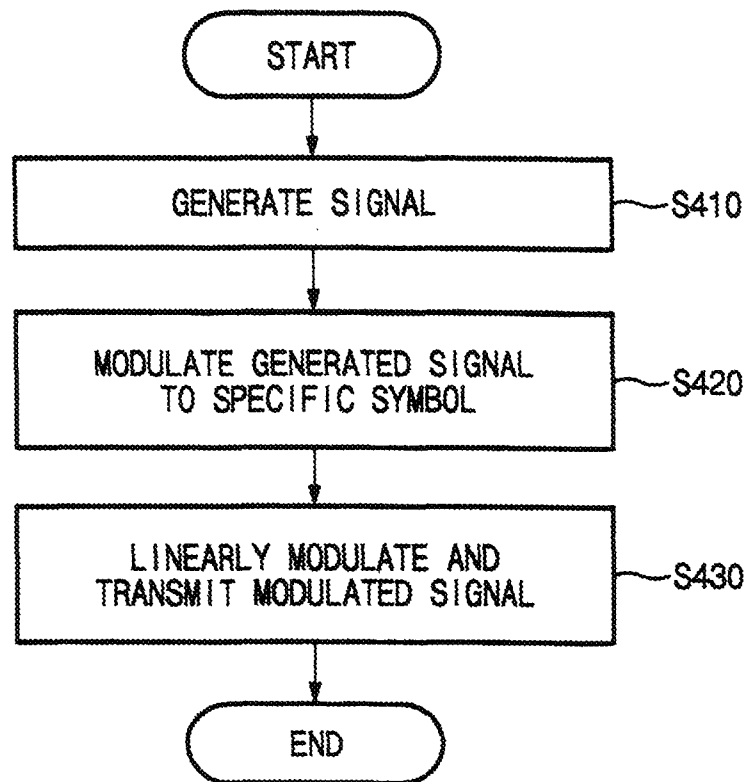 START
GENERATE SIGNAL
S410
MODULATE GENERATED SIGNAL
TO SPECIFIC SYMBOL
S420
LINEARLY MODULATE AND
TRANSMIT MODULATED SIGNAL
S430
END